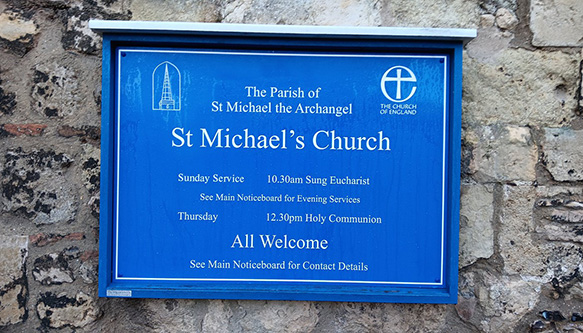 The Parish of
St Michael the Archangel
THE CHURCH
OF ENGLAND
St Michael's Church
Sunday Service 10.30am Sung Eucharist
See Main Noticeboard for Evening Services
Thursday 12.30pm Holy Communion
All Welcome
See Main Noticeboard for Contact Details